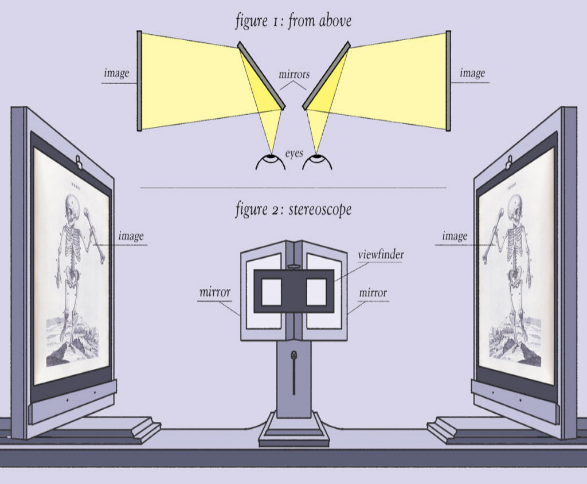 figure 1: from above
image
mirrors
image
eyes
figure 2: stereoscope
image
image
viewfinder
mirror
mirror